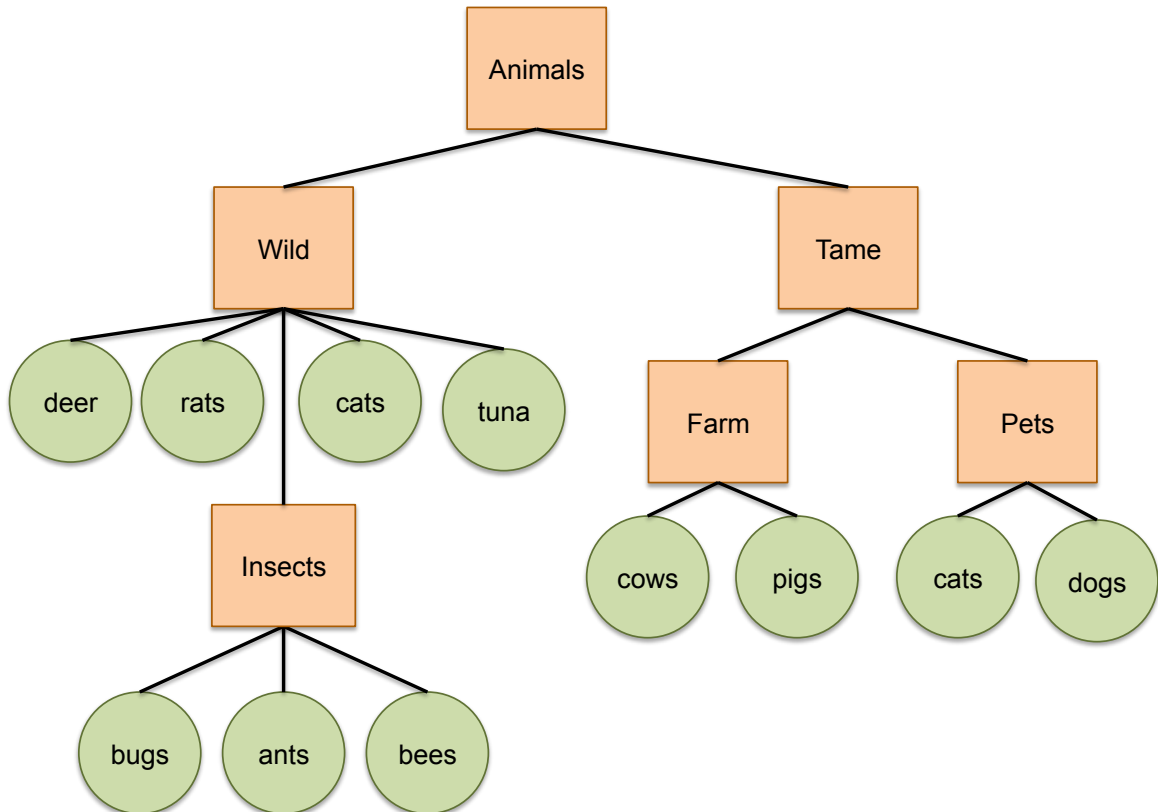 Animals
Wild
Tame
deer
rats
cats
tuna
Farm
Pets
Insects
cows
pigs
cats
dogs
bugs
ants
bees